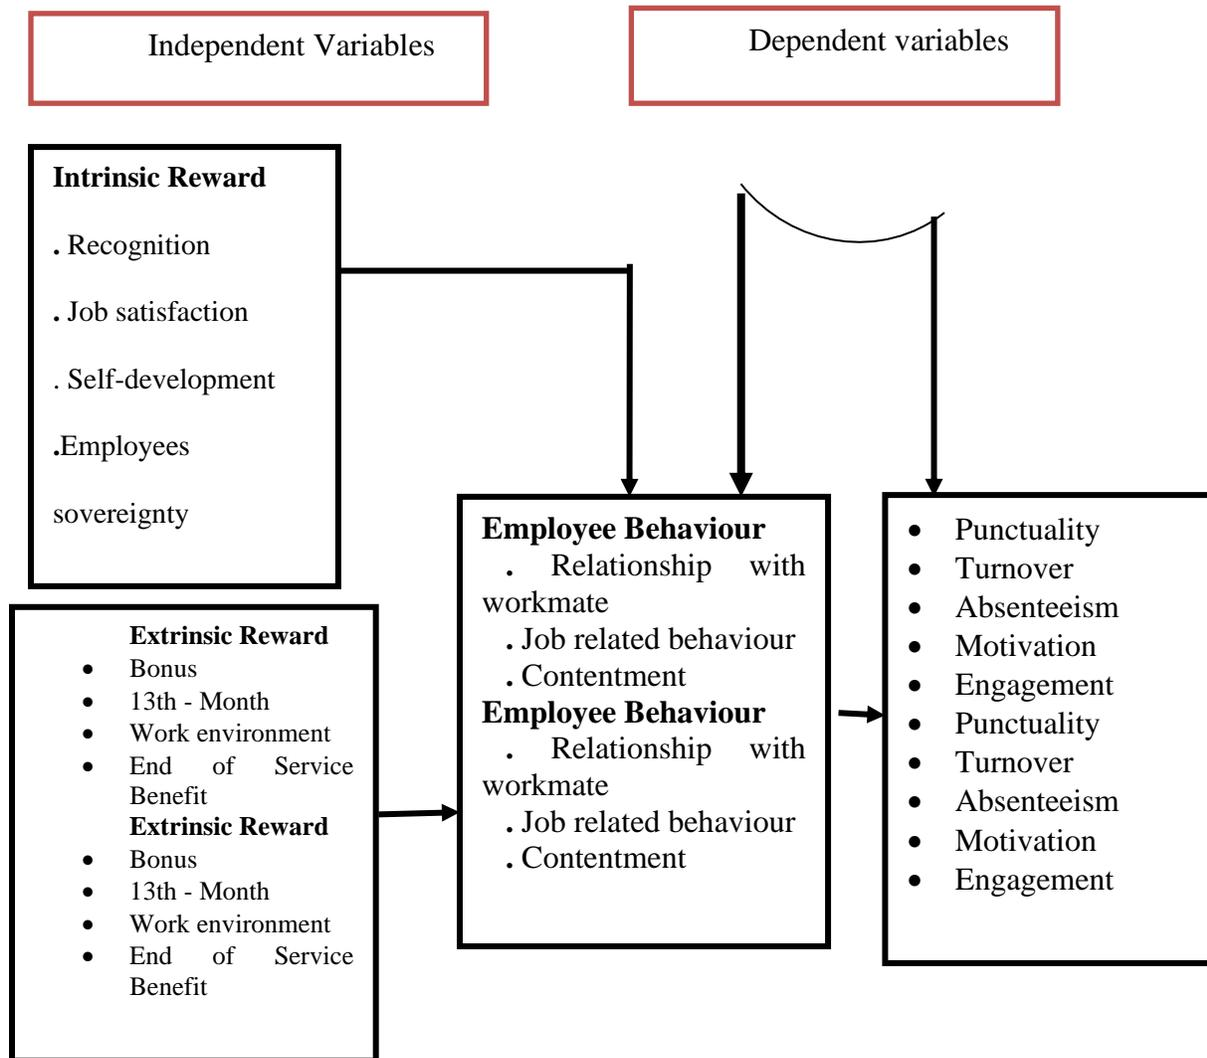 Independent Variables
Dependent variables
Intrinsic Reward
. Recognition
. Job satisfaction
. Self-development
.Employees
sovereignty
Extrinsic Reward
• Bonus
• 13th - Month
• Work environment
• End of Service
Benefit
Extrinsic Reward
• Bonus
• 13th - Month
• Work environment
• End of Service
Benefit
Employee Behaviour
. Relationship with
workmate
. Job related behaviour
. Contentment
Employee Behaviour
. Relationship with
workmate
. Job related behaviour
. Contentment
• Punctuality
• Turnover
• Absenteeism
• Motivation
• Engagement
• Punctuality
• Turnover
• Absenteeism
• Motivation
• Engagement